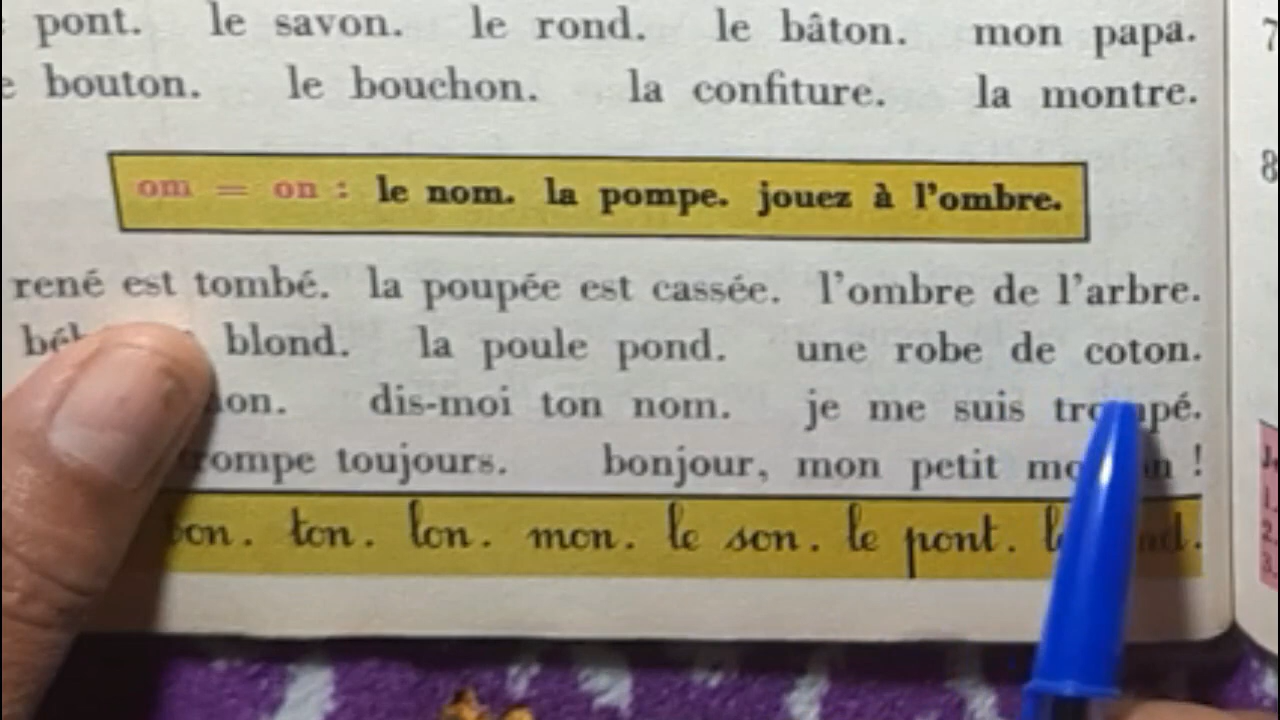 pont. le savon. le rond. le bâton. mon papa.
bouton. le bouchon. la confiture. la montre.
om = on : le nom. la pompe. jouez à l'ombre.
rené est tombé. la poupée est cassée. l'ombre de l'arbre.
blond. la poule pond. une robe de coton.
dis-moi ton nom. je me suis trompé.
trompe toujours. bonjour, mon petit !
ton. lon. mon. le son. le pont.